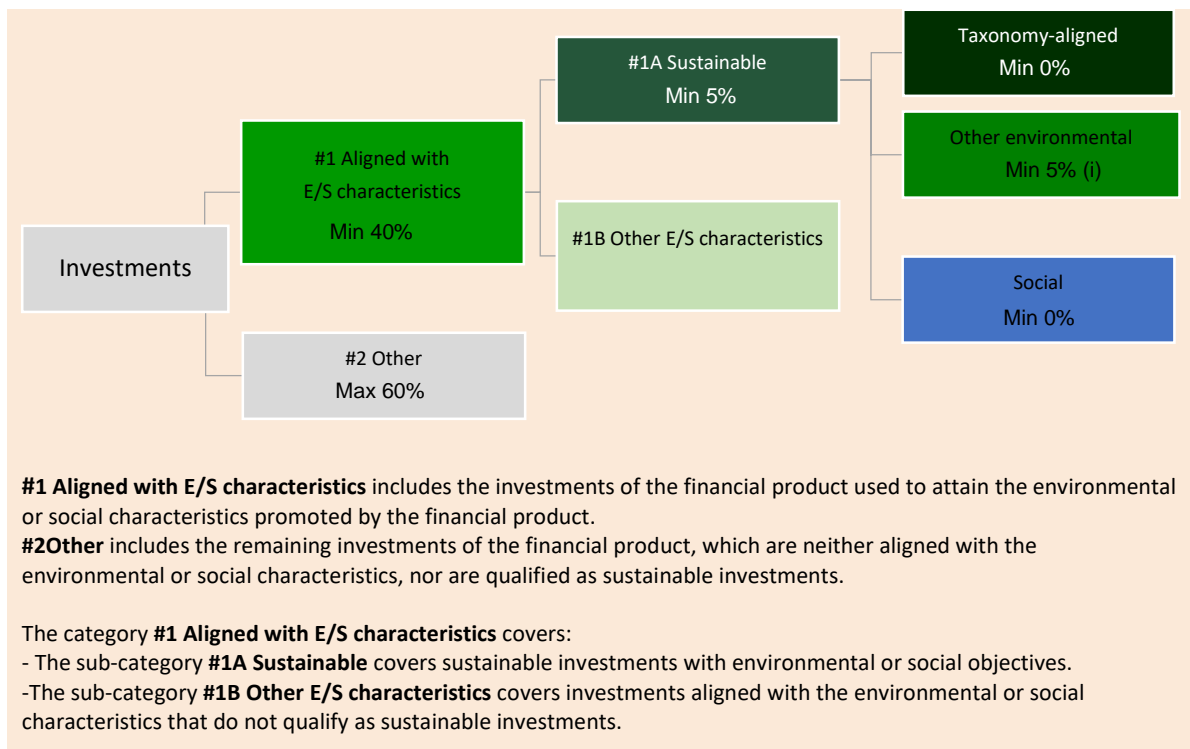 Taxonomy-aligned
Min 0%
#1A Sustainable
Min 5%
Other environmental
Min 5% (i)
#1 Aligned with
E/S characteristics
Min 40%
#1B Other E/S characteristics
Investments
Social
Min 0%
#2 Other
Max 60%
#1 Aligned with E/S characteristics includes the investments of the financial product used to attain the environmental
or social characteristics promoted by the financial product.
#2Other includes the remaining investments of the financial product, which are neither aligned with the
environmental or social characteristics, nor are qualified as sustainable investments.
The category #1 Aligned with E/S characteristics covers:
- The sub-category #1A Sustainable covers sustainable investments with environmental or social objectives.
-The sub-category #1B Other E/S characteristics covers investments aligned with the environmental or social
characteristics that do not qualify as sustainable investments.